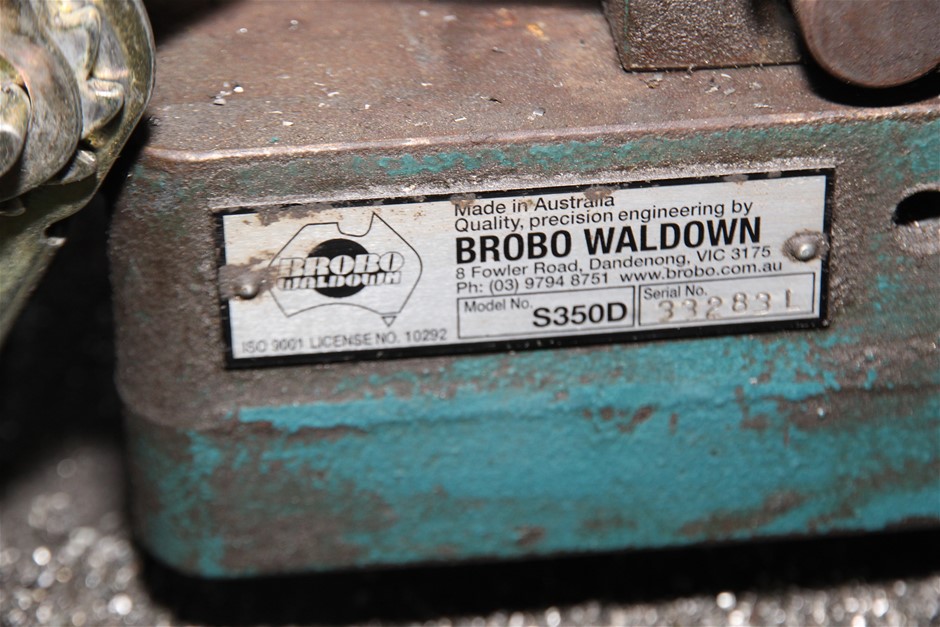 Made in Australia
Quality, precision engineering by
BROBO WALDOWN
8 Fowler Road, Dandenong, VIC 3175
Ph: (03) 9794 8751 www.brobo.com.au
Model No. S350D
Serial No. 332831
BROBO
WALDOWN
ISO 9001 LICENSE NO. 10292